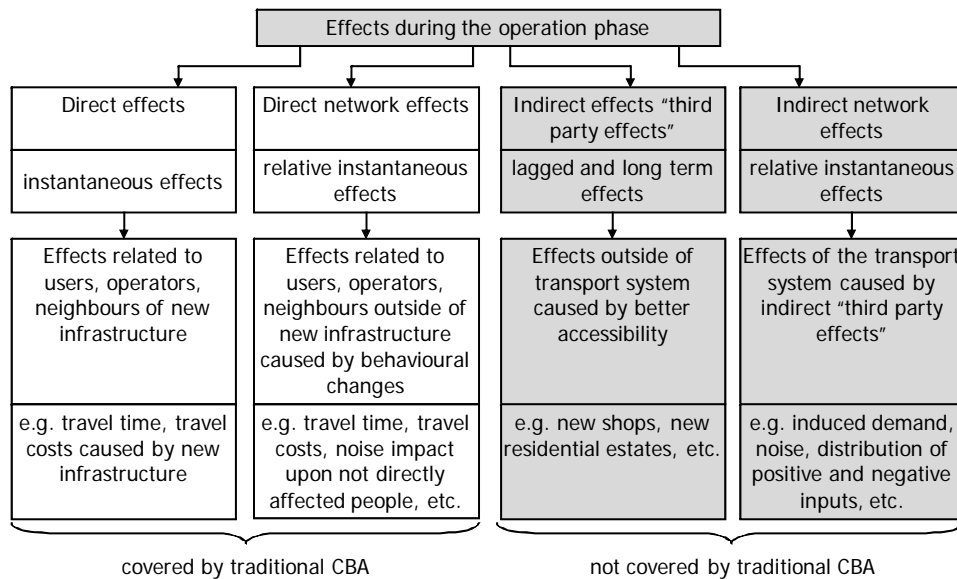 Effects during the operation phase
Direct effects
instantaneous effects
Effects related to
users, operators,
neighbours of new
infrastructure
e.g. travel time, travel
costs caused by new
infrastructure
Direct network effects
relative instantaneous
effects
Effects related to
users, operators,
neighbours outside of
new infrastructure
caused by behavioural
changes
e.g. travel time, travel
costs, noise impact
upon not directly
affected people, etc.
Indirect effects “third
party effects”
lagged and long term
effects
Effects outside of
transport system
caused by better
accessibility
e.g. new shops, new
residential estates, etc.
Indirect network
effects
relative instantaneous
effects
Effects of the transport
system caused by
indirect “third party
effects”
e.g. induced demand,
noise, distribution of
positive and negative
inputs, etc.
covered by traditional CBA
not covered by traditional CBA